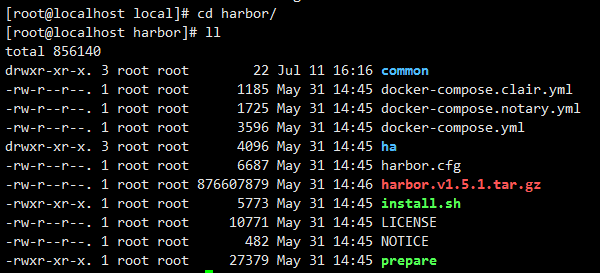 [root@localhost local]# cd harbor/
[root@localhost harbor]# ll
total 856140
drwxr-xr-x. 3 root root        22 Jul 11 16:16 common
-rw-r--r--. 1 root root      1185 May 31 14:45 docker-compose.clair.yml
-rw-r--r--. 1 root root      1725 May 31 14:45 docker-compose.notary.yml
-rw-r--r--. 1 root root      3596 May 31 14:45 docker-compose.yml
drwxr-xr-x. 3 root root      4096 May 31 14:45 ha
-rw-r--r--. 1 root root      6687 May 31 14:45 harbor.cfg
-rw-r--r--. 1 root root 876607879 May 31 14:46 harbor.v1.5.1.tar.gz
-rwxr-xr-x. 1 root root      5773 May 31 14:45 install.sh
-rw-r--r--. 1 root root     10771 May 31 14:45 LICENSE
-rw-r--r--. 1 root root       482 May 31 14:45 NOTICE
-rwxr-xr-x. 1 root root     27379 May 31 14:45 prepare